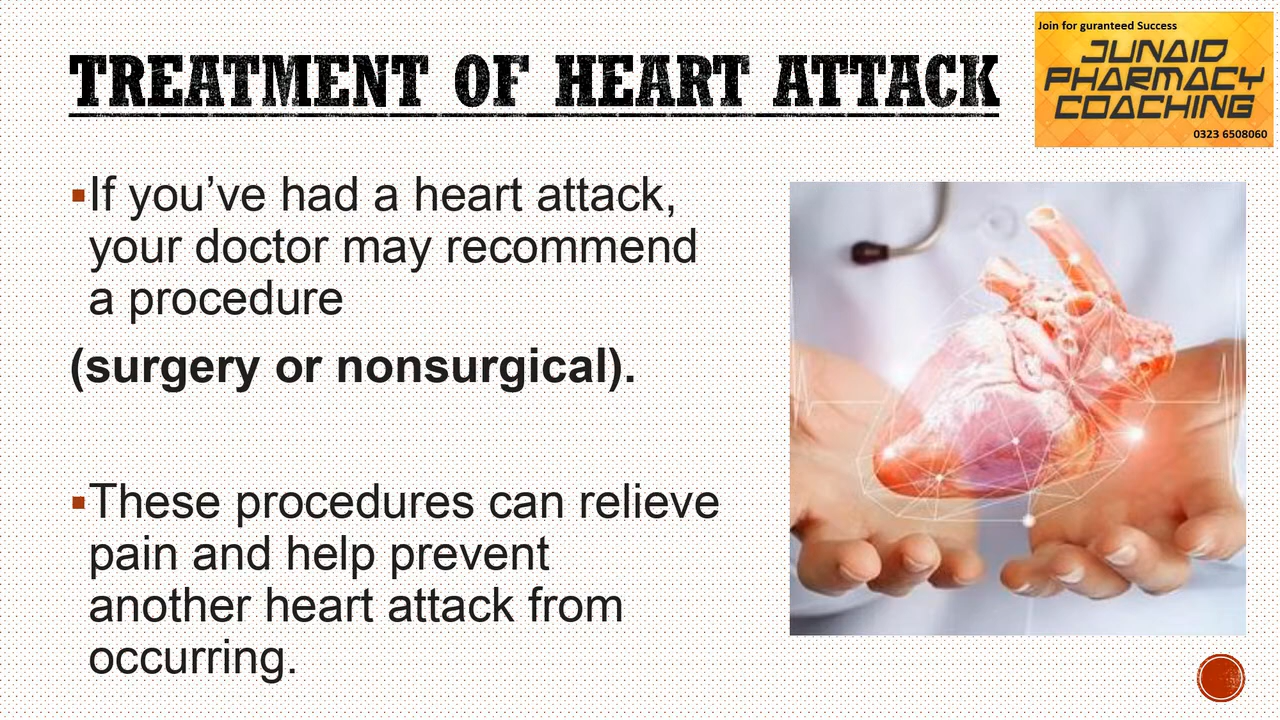 TREATMENT OF HEART ATTACK
Join for guranteed Success
JUNAID
PHARMACY
COACHING
0323 6508060
▪If you’ve had a heart attack,
your doctor may recommend
a procedure
(surgery or nonsurgical).
▪These procedures can relieve
pain and help prevent
another heart attack from
occurring.